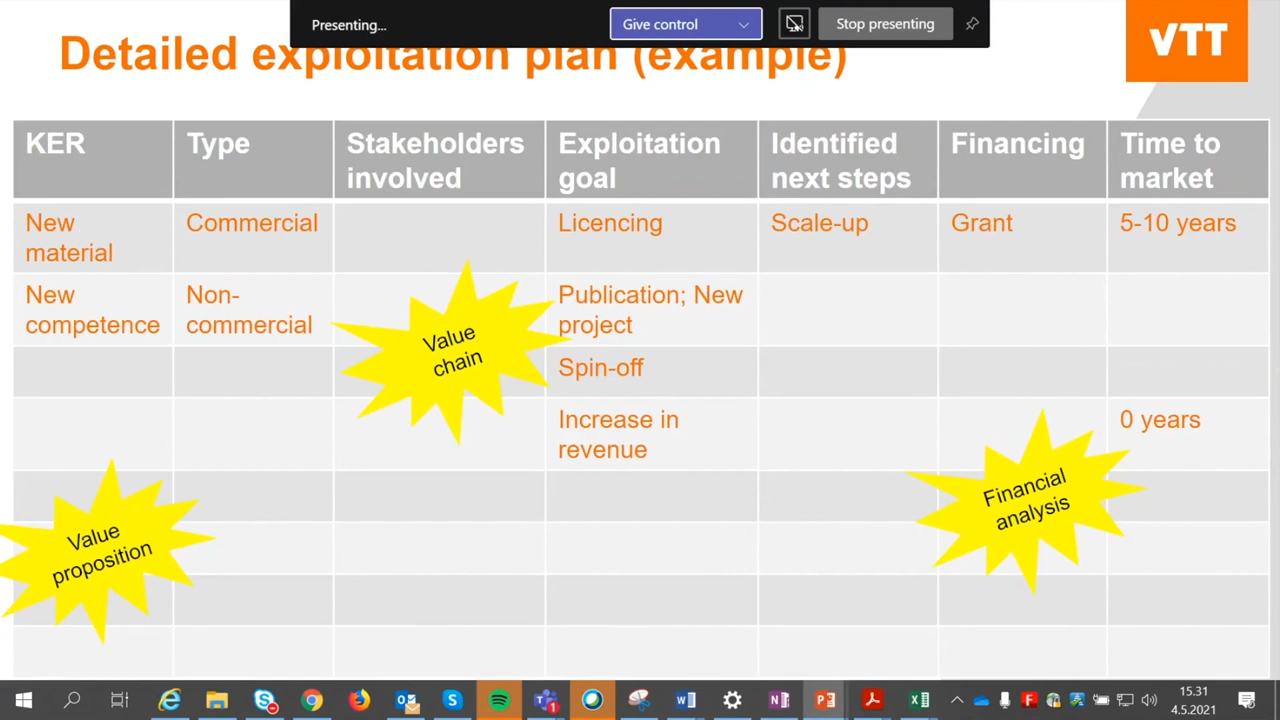 Presenting...
Give control
Stop presenting
Detailed exploitation plan (example)
VTT
KER
Type
Stakeholders
involved
Exploitation
goal
Identified
next steps
Financing
Time to
market
New
material
Commercial
Licencing
Scale-up
Grant
5-10 years
New
competence
Non-
commercial
Publication; New
project
Value
chain
Spin-off
Increase in
revenue
0 years
Financial
analysis
Value
proposition
15.31
4.5.2021